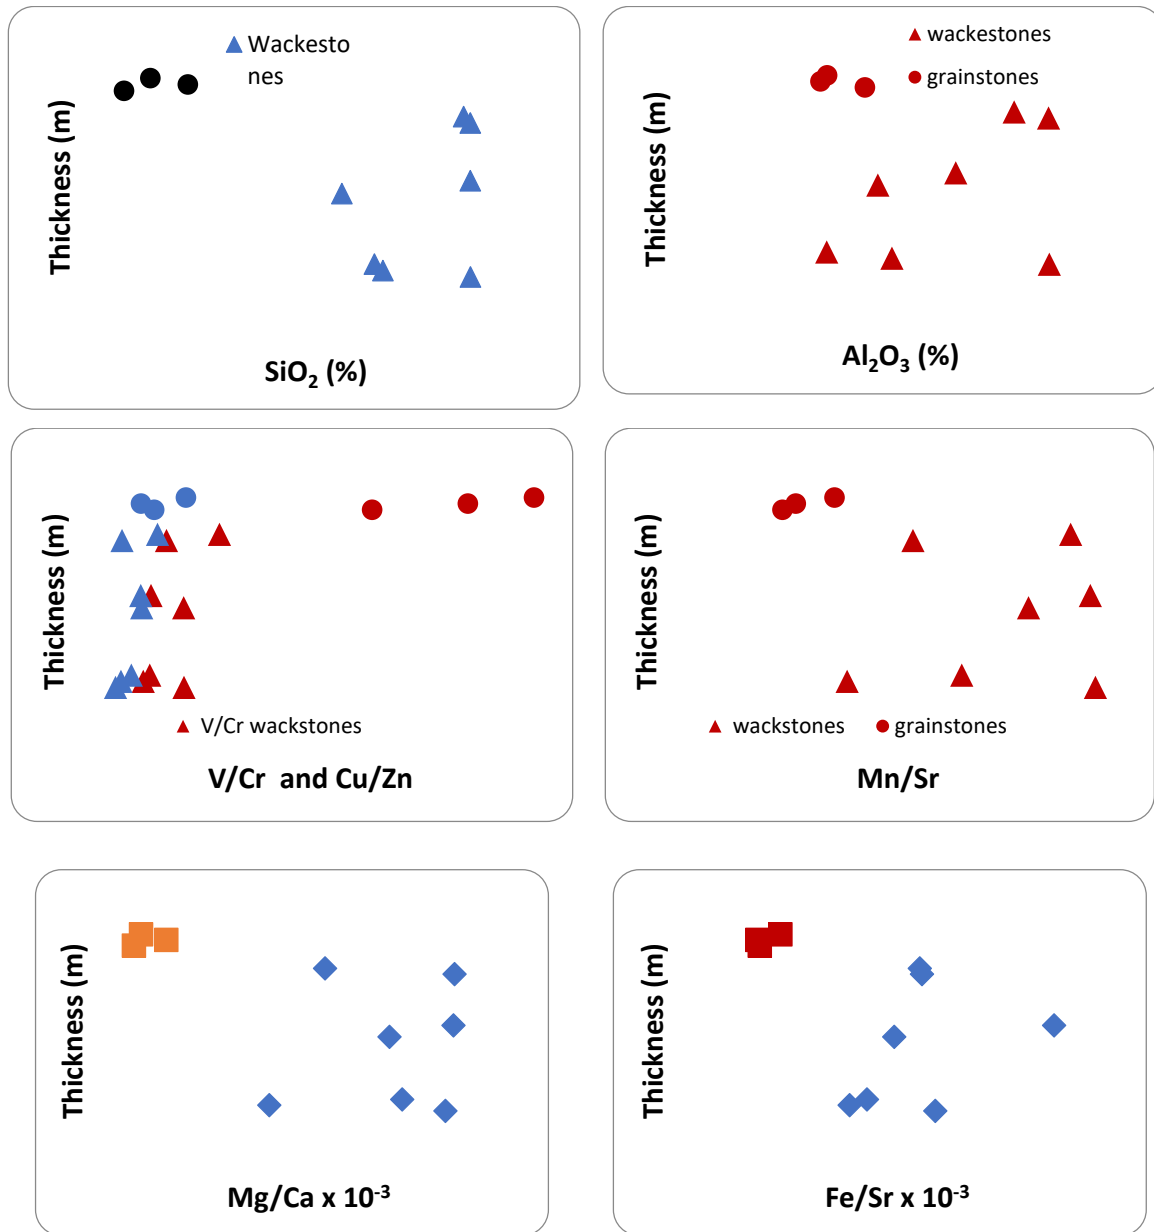 Thickness (m)
Wackesto
nes
SiO₂ (%)
Thickness (m)
wackestones
grainstones
Al₂O₃ (%)
Thickness (m)
V/Cr wackstones
V/Cr and Cu/Zn
Thickness (m)
wackstones
grainstones
Mn/Sr
Thickness (m)
Mg/Ca x 10⁻³
Thickness (m)
Fe/Sr x 10⁻³